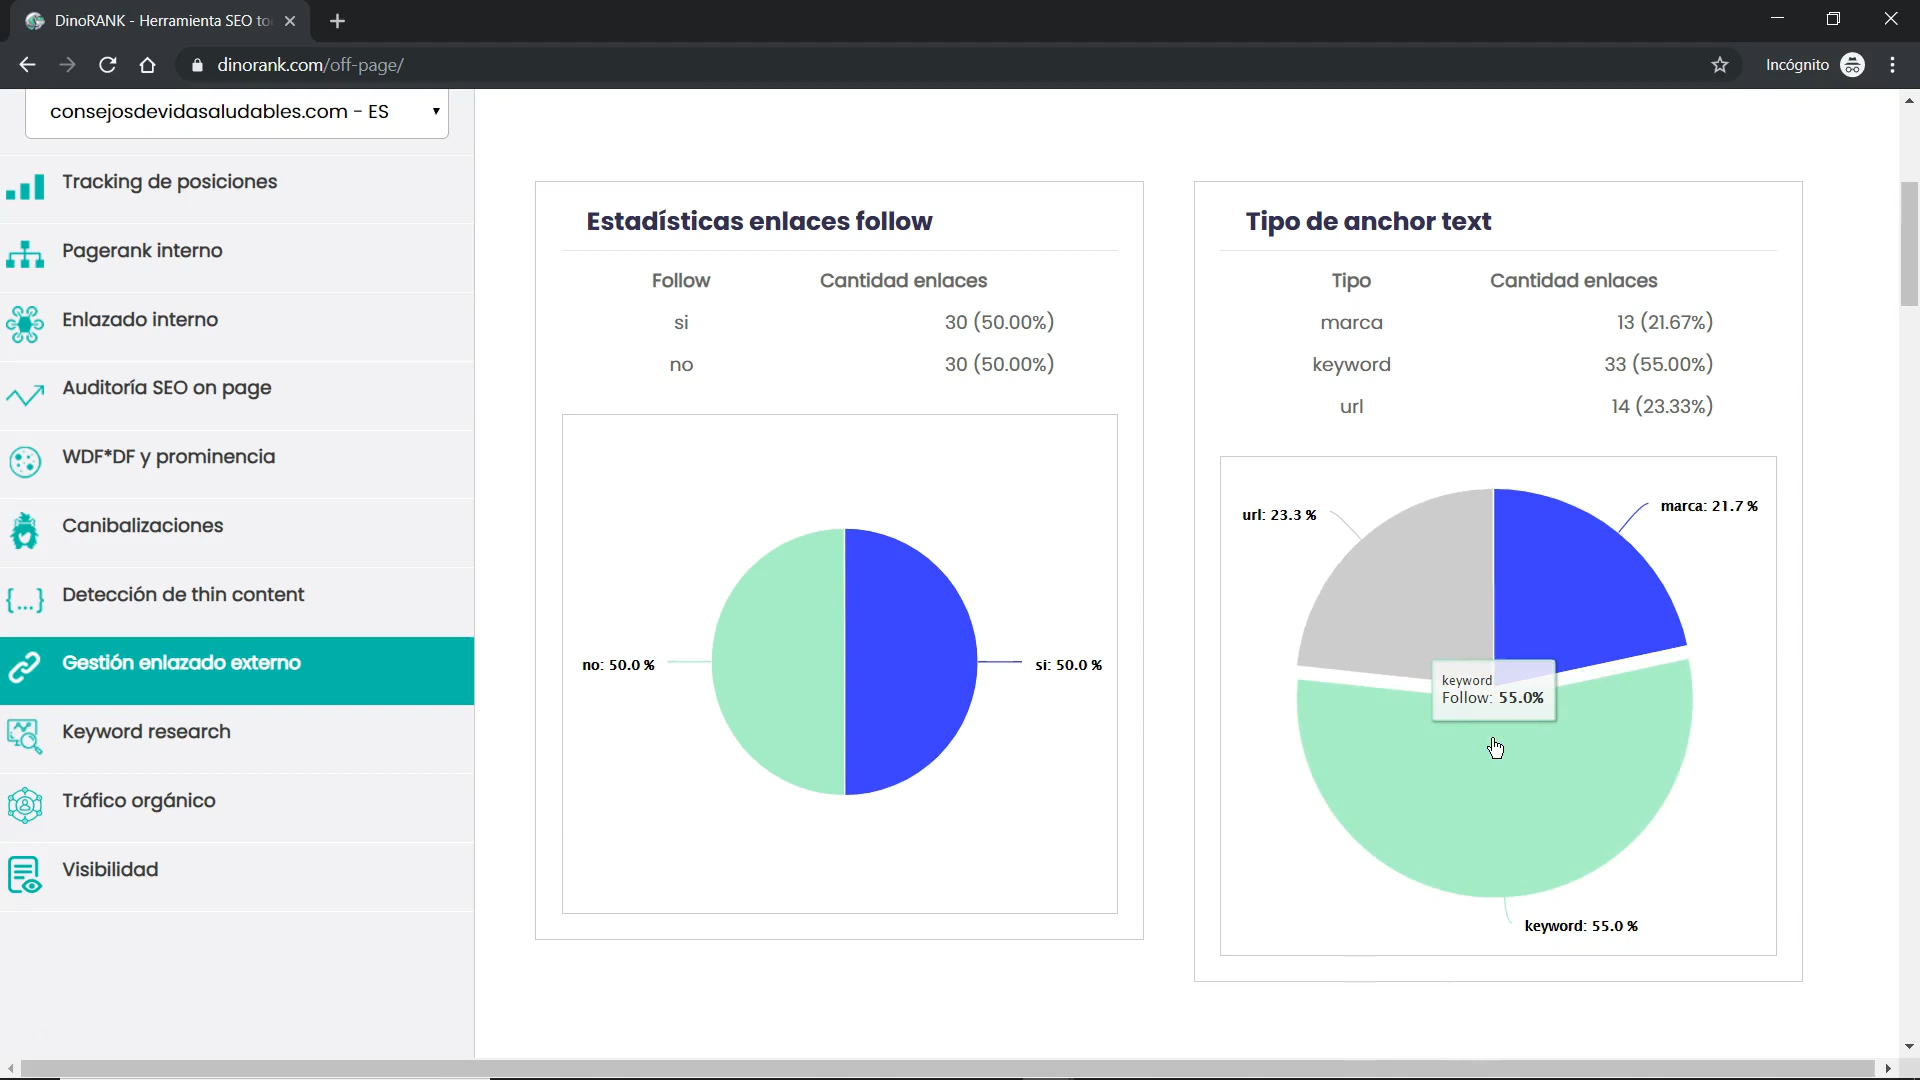 DinoRANK - Herramienta SEO to
dinorank.com/off-page/
Incógnito
consejosdevidasaludables.com - ES
Tracking de posiciones
Pagerank interno
Enlazado interno
Auditoría SEO on page
WDF*DF y prominencia
Canibalizaciones
{...} Detección de thin content
Gestión enlazado externo
Keyword research
Tráfico orgánico
Visibilidad
Estadísticas enlaces follow
Follow Cantidad enlaces
si 30 (50.00%)
no 30 (50.00%)
no: 50.0 %
si: 50.0 %
Tipo de anchor text
Tipo Cantidad enlaces
marca 13 (21.67%)
keyword 33 (55.00%)
url 14 (23.33%)
url: 23.3 %
marca: 21.7 %
keyword
Follow: 55.0%
keyword: 55.0 %